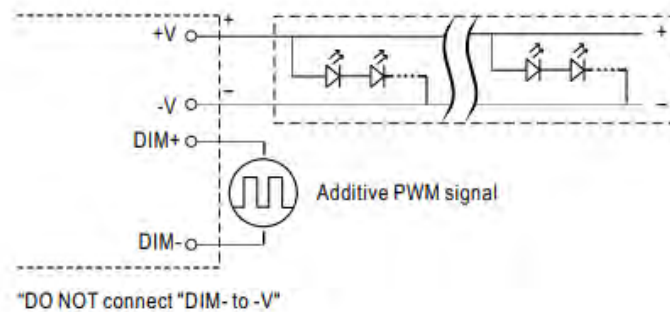 +V + +
-V − −
DIM+
Additive PWM signal
DIM-
"DO NOT connect "DIM- to -V"